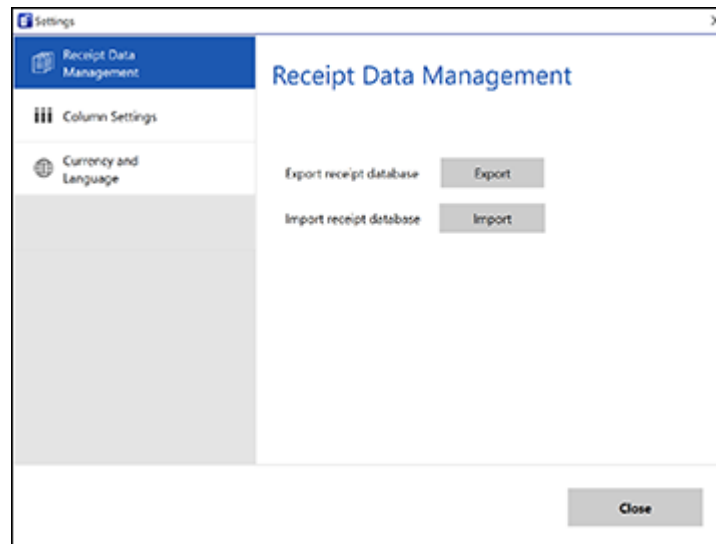 Settings
Receipt Data
Management
Column Settings
Currency and
Language
Receipt Data Management
Export receipt database
Export
Import receipt database
Import
Close